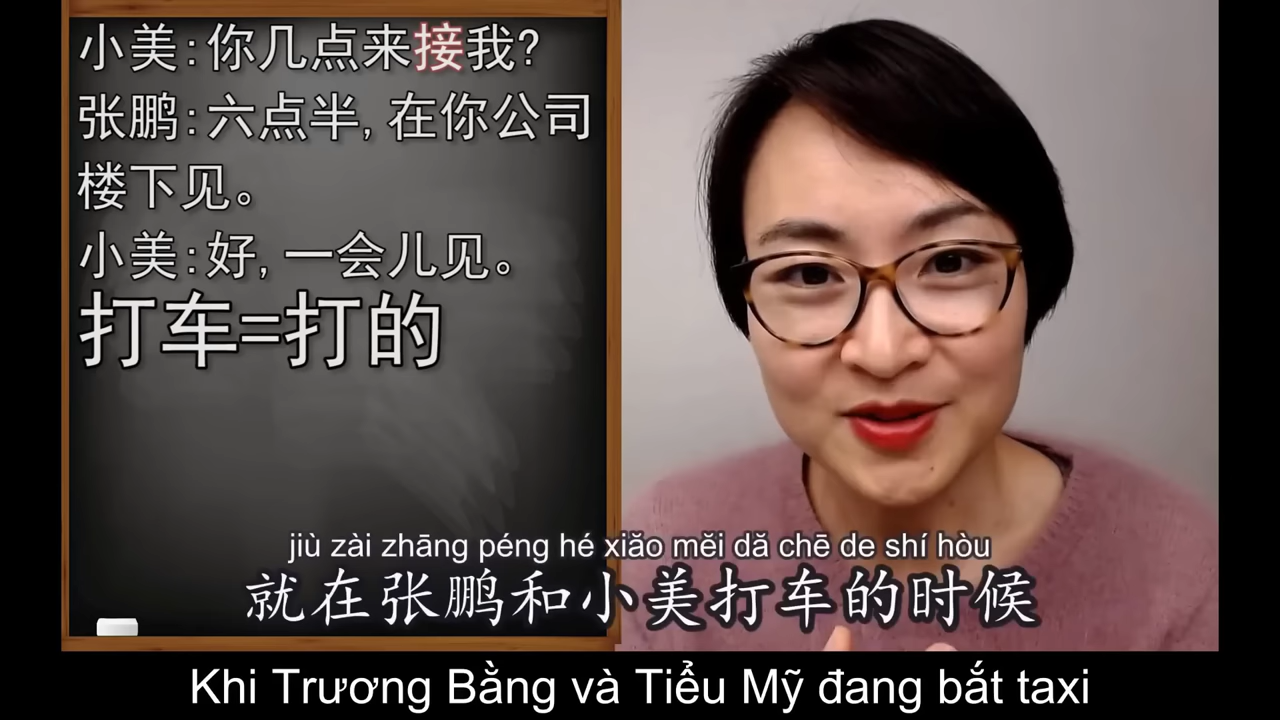 小美:你几点来接我?
张鹏:六点半,在你公司
楼下见。
小美:好,一会儿见。
打车=打的
jiù zài zhāng péng hé xiǎo měi dǎ chē de shí hòu
就在张鹏和小美打车的时候
Khi Trương Bằng và Tiểu Mỹ đang bắt taxi